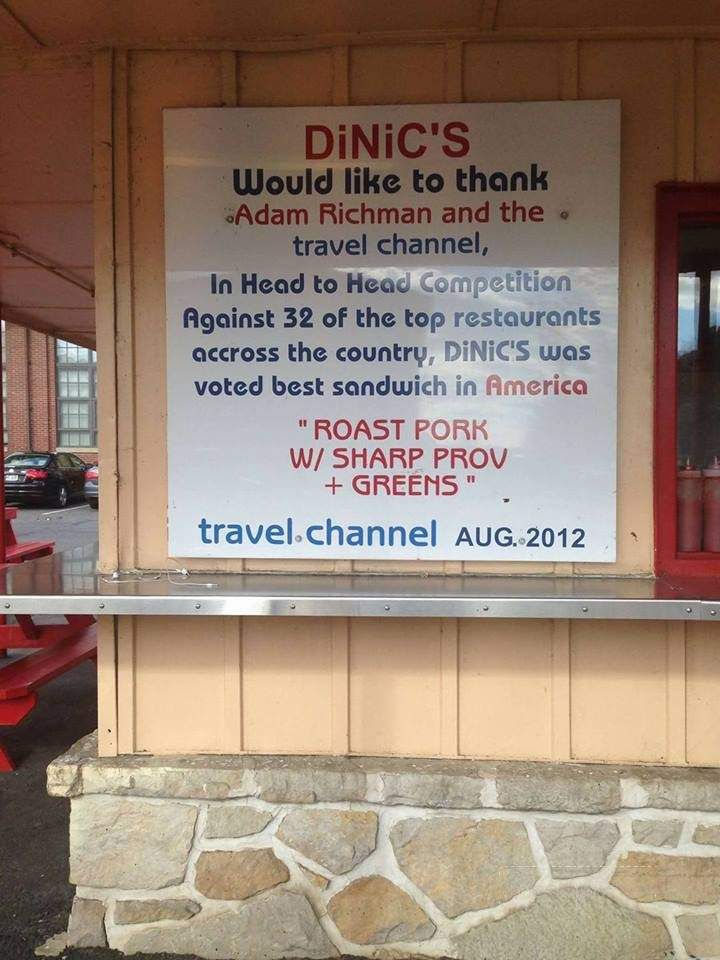 DiNiC'S
Would like to thank
Adam Richman and the
travel channel,
In Head to Head Competition
Against 32 of the top restaurants
accross the country, DiNiC'S was
voted best sandwich in America
" ROAST PORK
W/ SHARP PROV
+ GREENS "
travel channel AUG. 2012